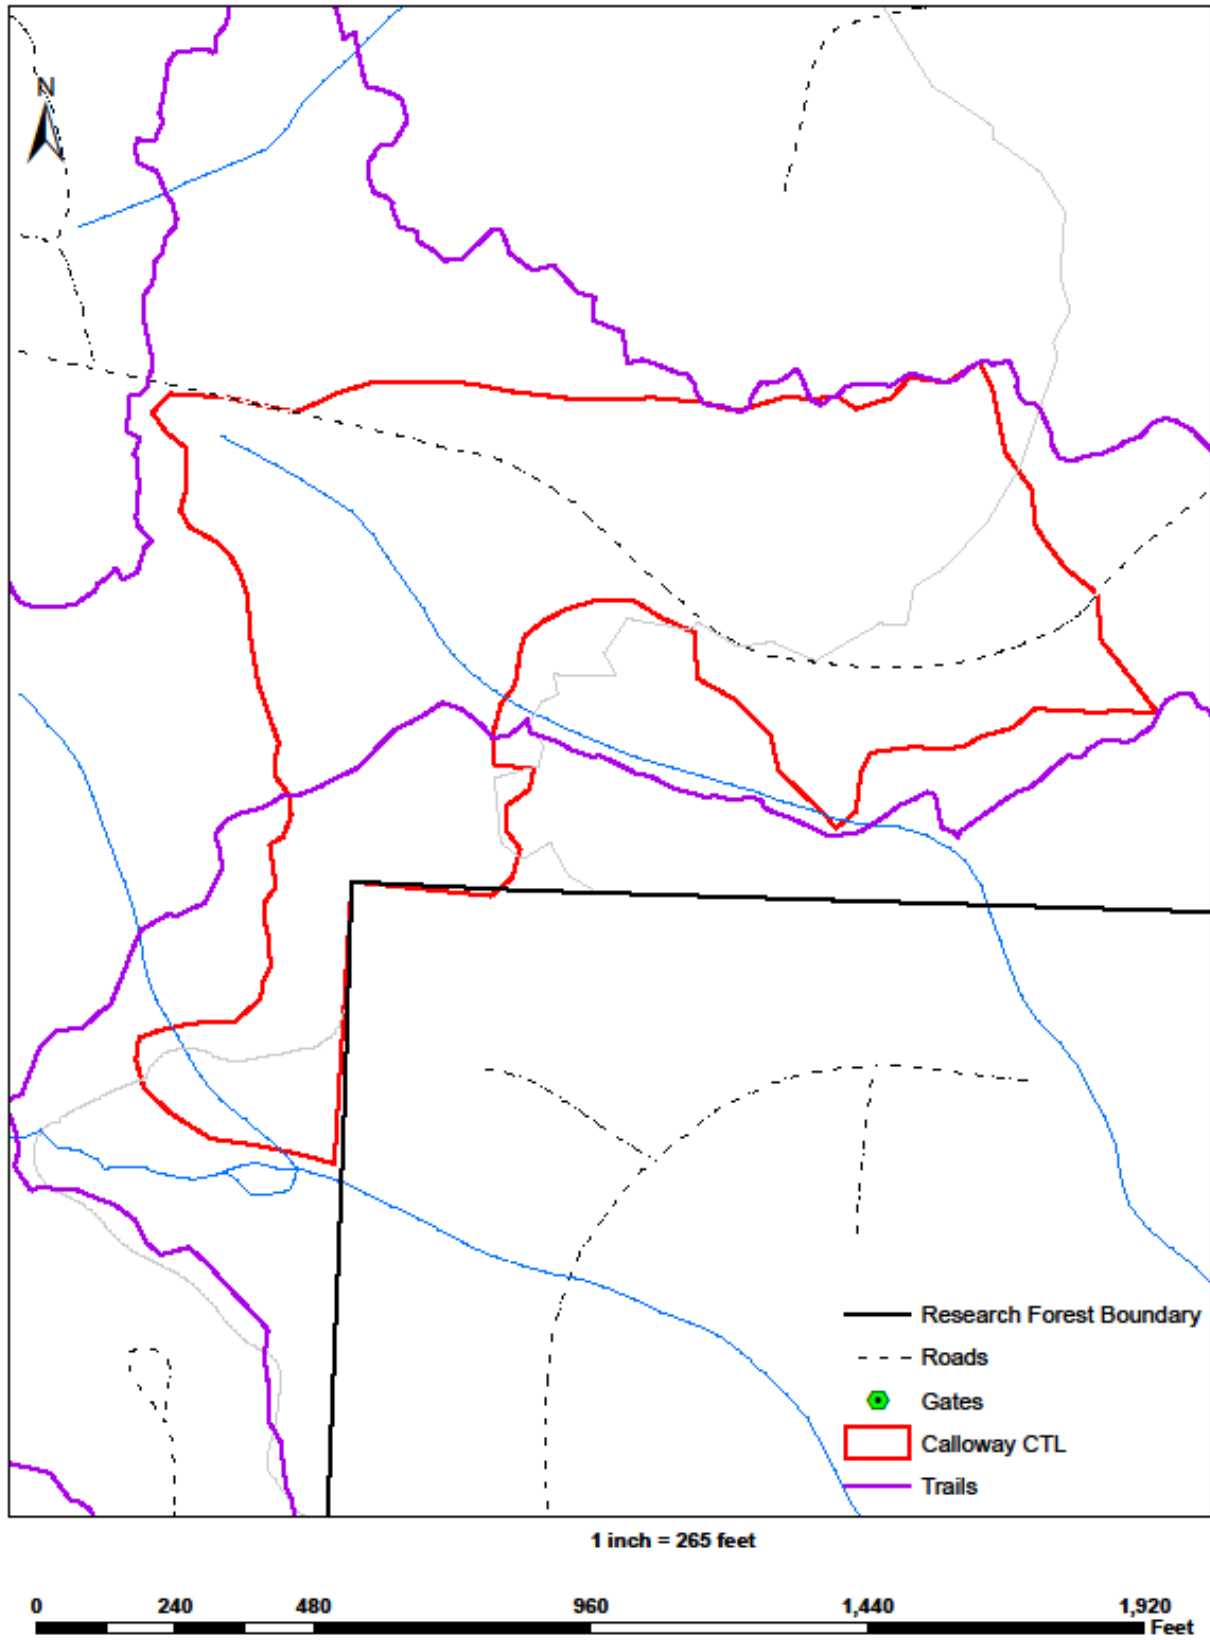 N
Research Forest Boundary
Roads
Gates
Calloway CTL
Trails
1 inch = 265 feet
0 240 480 960 1,440 1,920
Feet